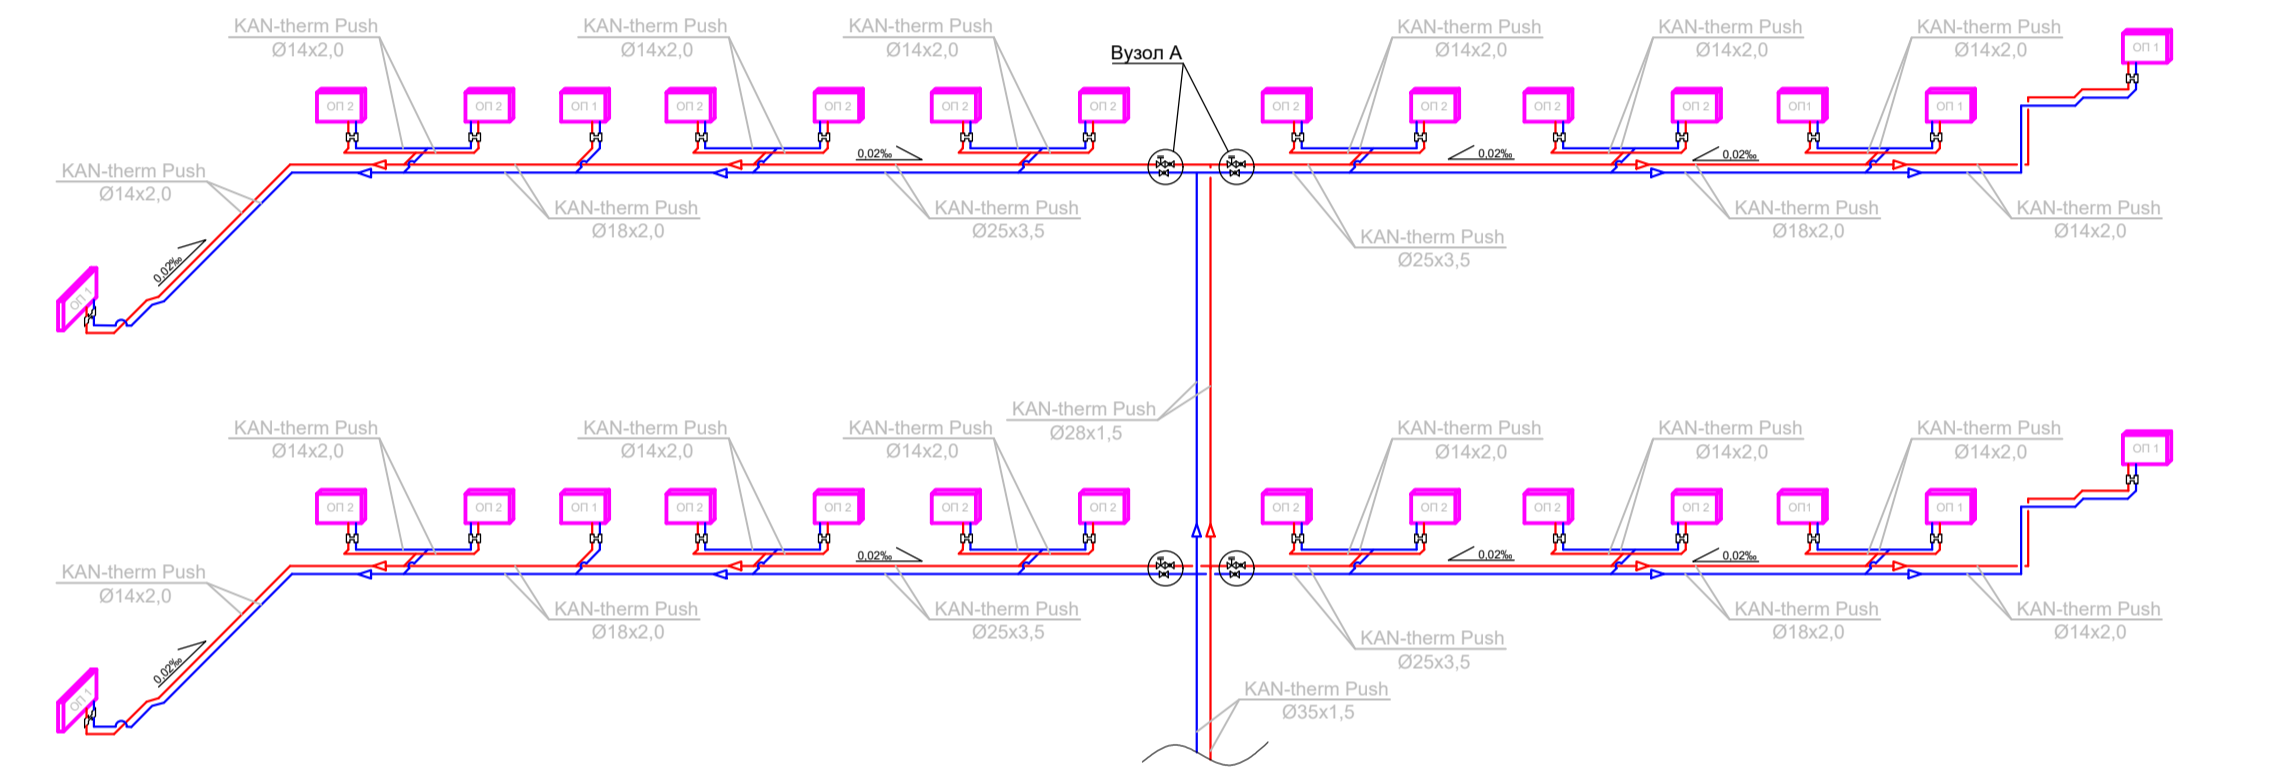 KAN-therm Push
Ø14x2,0
KAN-therm Push
Ø14x2,0
KAN-therm Push
Ø14x2,0
Вузол А
KAN-therm Push
Ø14x2,0
KAN-therm Push
Ø14x2,0
KAN-therm Push
Ø14x2,0
ОП 1
ОП 2
ОП 2
ОП 1
ОП 2
ОП 2
ОП 2
ОП 2
ОП 2
ОП 2
ОП 2
ОП 2
ОП1
ОП 1
0,02‰
0,02‰
0,02‰
KAN-therm Push
Ø14x2,0
KAN-therm Push
Ø18x2,0
KAN-therm Push
Ø25x3,5
KAN-therm Push
Ø25x3,5
KAN-therm Push
Ø18x2,0
KAN-therm Push
Ø14x2,0
0,02‰
ОП 1
KAN-therm Push
Ø28x1,5
KAN-therm Push
Ø14x2,0
KAN-therm Push
Ø14x2,0
KAN-therm Push
Ø14x2,0
KAN-therm Push
Ø14x2,0
KAN-therm Push
Ø14x2,0
KAN-therm Push
Ø14x2,0
ОП 1
ОП 2
ОП 2
ОП 1
ОП 2
ОП 2
ОП 2
ОП 2
ОП 2
ОП 2
ОП 2
ОП 2
ОП1
ОП 1
0,02‰
0,02‰
0,02‰
KAN-therm Push
Ø14x2,0
KAN-therm Push
Ø18x2,0
KAN-therm Push
Ø25x3,5
KAN-therm Push
Ø25x3,5
KAN-therm Push
Ø18x2,0
KAN-therm Push
Ø14x2,0
0,02‰
ОП 1
KAN-therm Push
Ø35x1,5